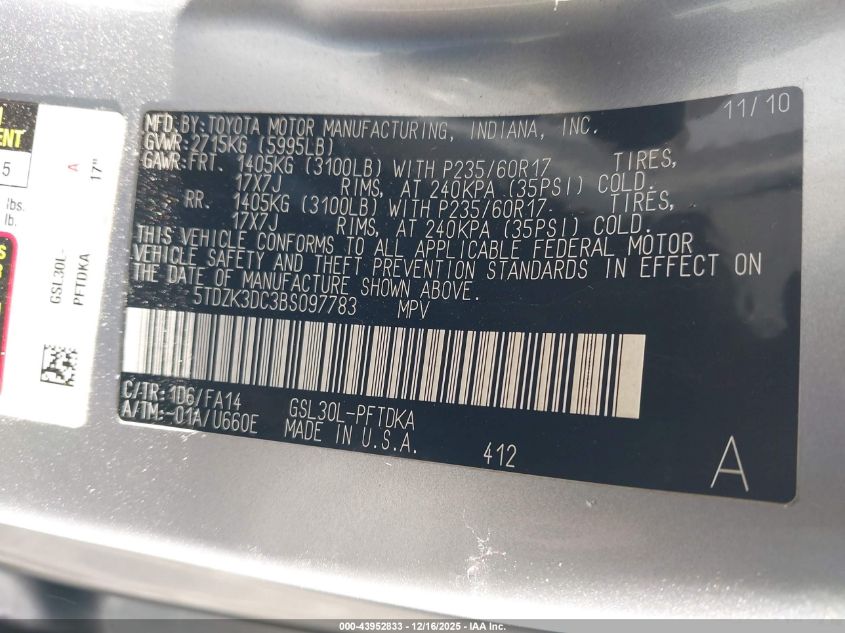 11/10
MFD. BY: TOYOTA MOTOR MANUFACTURING, INDIANA, INC.
GVWR: 2715KG (5995LB)
GAWR: FRT. 1405KG (3100LB) WITH P235/60R17 TIRES,
17X7J RIMS, AT 240KPA (35PSI) COLD.
RR. 1405KG (3100LB) WITH P235/60R17. TIRES,
17X7J RIMS, AT 240KPA (35PSI) COLD.
THIS VEHICLE CONFORMS TO ALL APPLICABLE FEDERAL MOTOR
VEHICLE SAFETY AND THEFT PREVENTION STANDARDS IN EFFECT ON
THE DATE OF MANUFACTURE SHOWN ABOVE.
5TDZK3DC3BS097783 MPV
C/TR: 1D6/FA14
A/TM: -01A/U660E
GSL30L-PFTDKA
MADE IN U.S.A.
412
A
5
lbs.
lb.
A
17"
GSL30L-
PFTDKA
000-43952833 - 12/16/2025 - IAA Inc.